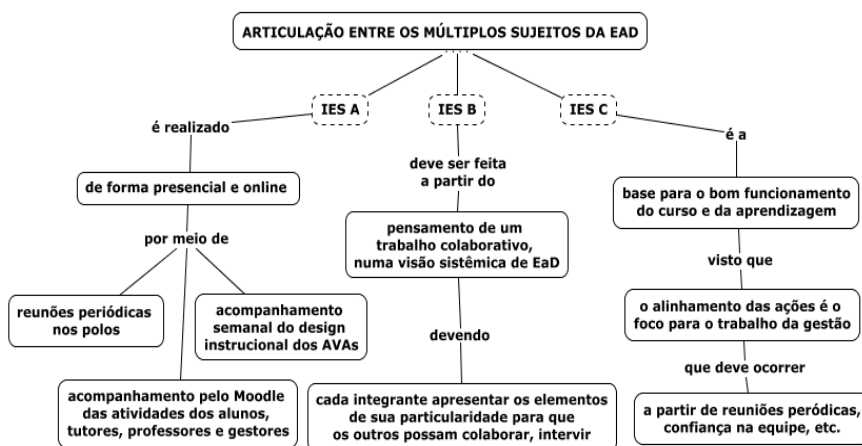 ARTICULAÇÃO ENTRE OS MÚLTIPLOS SUJEITOS DA EAD
IES A
IES B
IES C
é realizado
de forma presencial e online
por meio de
reuniões periódicas
nos polos
acompanhamento
semanal do design
instrucional dos AVAs
acompanhamento pelo Moodle
das atividades dos alunos,
tutores, professores e gestores
deve ser feita
a partir do
pensamento de um
trabalho colaborativo,
numa visão sistêmica de EaD
devendo
cada integrante apresentar os elementos
de sua particularidade para que
os outros possam colaborar, intervir
é a
base para o bom funcionamento
do curso e da aprendizagem
visto que
o alinhamento das ações é o
foco para o trabalho da gestão
que deve ocorrer
a partir de reuniões peródicas,
confiança na equipe, etc.